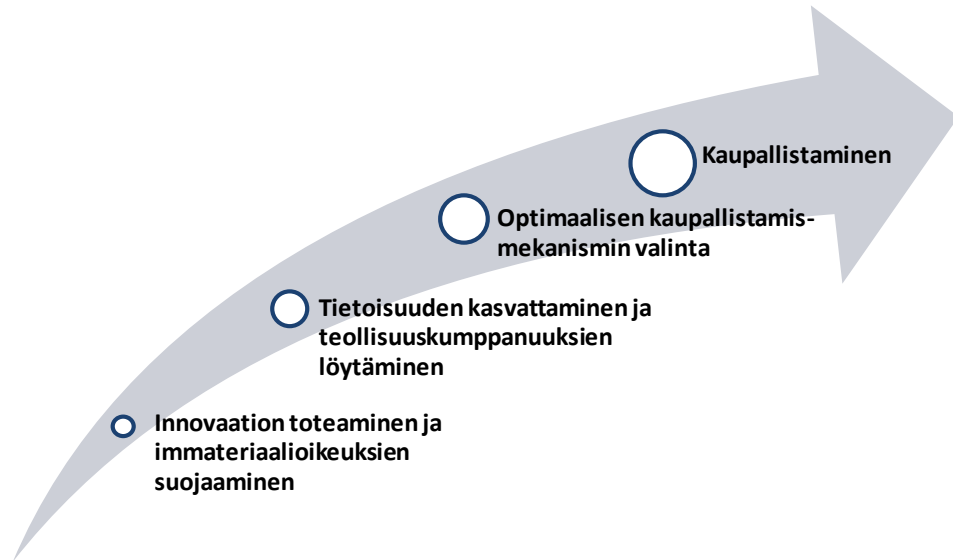 Kaupallistaminen
Optimaalisen kaupallistamis-
mekanismin valinta
Tietoisuuden kasvattaminen ja
teollisuuskumppanuuksien
löytäminen
Innovaation toteaminen ja
immateriaalioikeuksien
suojaaminen